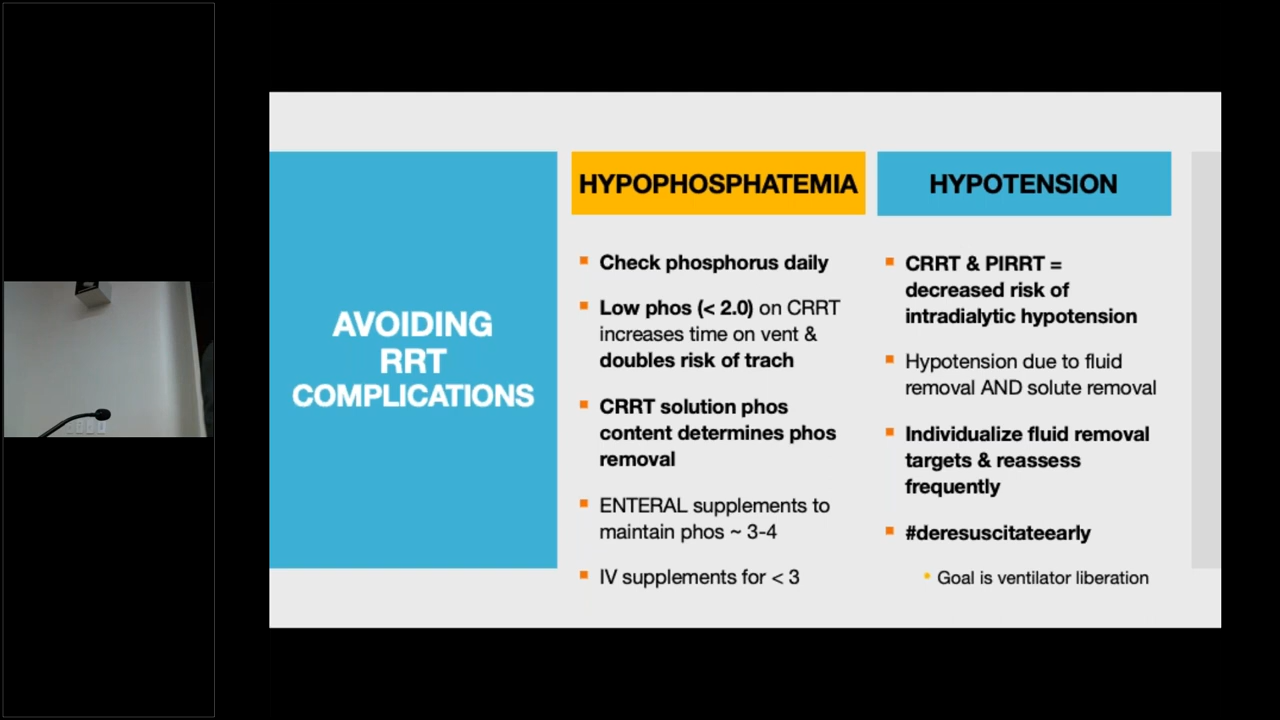 AVOIDING
RRT
COMPLICATIONS
HYPOPHOSPHATEMIA
Check phosphorus daily
Low phos (< 2.0) on CRRT
increases time on vent &
doubles risk of trach
CRRT solution phos
content determines phos
removal
ENTERAL supplements to
maintain phos ~ 3-4
IV supplements for < 3
HYPOTENSION
CRRT & PIRRT =
decreased risk of
intradialytic hypotension
Hypotension due to fluid
removal AND solute removal
Individualize fluid removal
targets & reassess
frequently
#deresuscitateearly
Goal is ventilator liberation